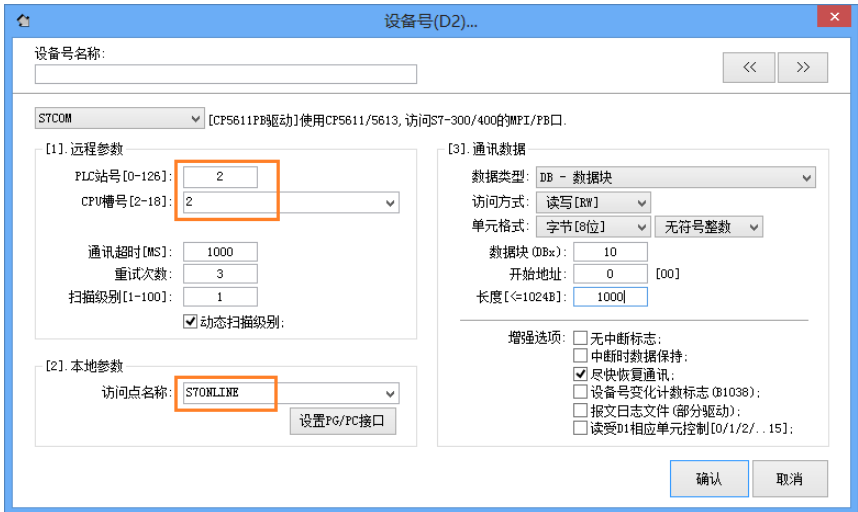 设备号(D2)...
设备号名称:
<<
>>
S7COM
[CP5611PB驱动]使用CP5611/5613,访问S7-300/400的MPI/PB口.
[1].远程参数
PLC站号[0-126]: 2
CPU槽号[2-18]: 2
通讯超时[MS]: 1000
重试次数: 3
扫描级别[1-100]: 1
动态扫描级别;
[2].本地参数
访问点名称: S7ONLINE
设置PG/PC接口
[3].通讯数据
数据类型: DB - 数据块
访问方式: 读写[RW]
单元格式: 字节[8位] 无符号整数
数据块(DBx): 10
开始地址: 0 [00]
长度[<=1024B]: 1000
增强选项: 无中断标志;
中断时数据保持;
尽快恢复通讯;
设备号变化计数标志(B1038);
报文日志文件(部分驱动);
读受D1相应单元控制[0/1/2/..15];
确认
取消